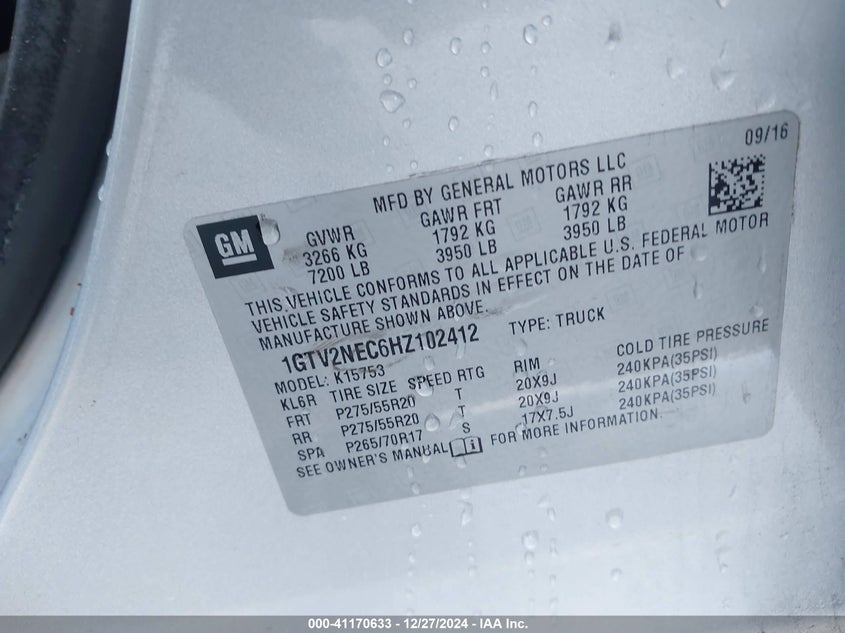 09/16
MFD BY GENERAL MOTORS LLC
GM
GVWR GAWR FRT GAWR RR
3266 KG 1792 KG 1792 KG
7200 LB 3950 LB 3950 LB
THIS VEHICLE CONFORMS TO ALL APPLICABLE U.S. FEDERAL MOTOR
VEHICLE SAFETY STANDARDS IN EFFECT ON THE DATE OF
MANUFACTURE SHOWN ABOVE.
1GTV2NEC6HZ102412 TYPE: TRUCK
MODEL: K15753
KL6R TIRE SIZE SPEED RTG RIM COLD TIRE PRESSURE
FRT P275/55R20 T 20X9J 240KPA(35PSI)
RR P275/55R20 T 20X9J 240KPA(35PSI)
SPA P265/70R17 S 17X7.5J 240KPA(35PSI)
SEE OWNER'S MANUAL FOR MORE INFORMATION.
000-41170633 - 12/27/2024 - IAA Inc.